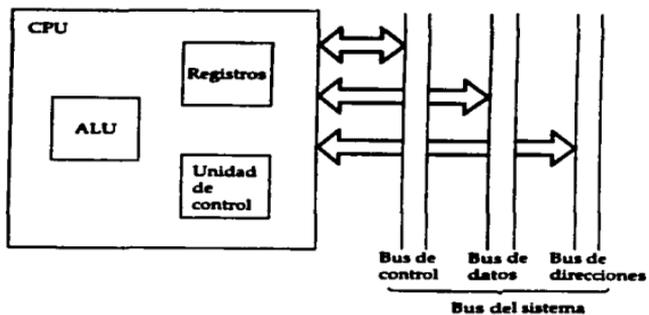 CPU
Registros
ALU
Unidad
de
control
Bus de
control
Bus de
datos
Bus de
direcciones
Bus del sistema